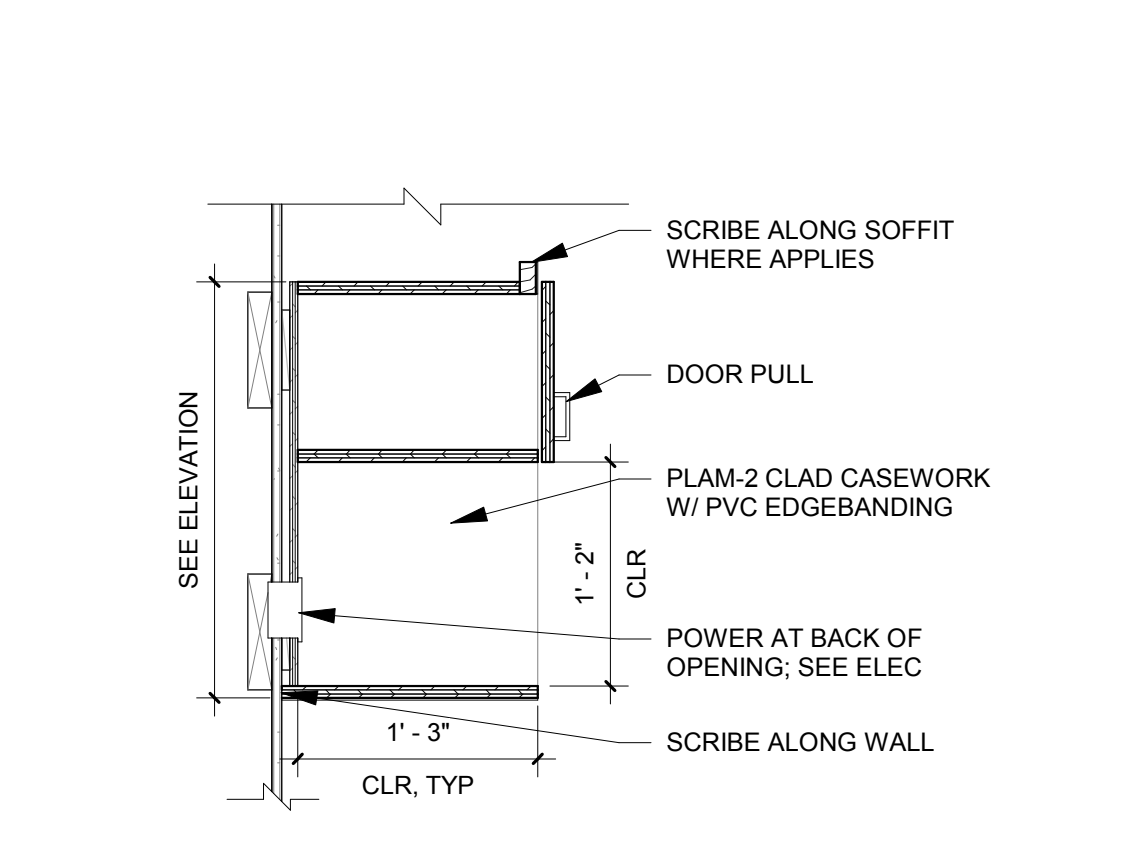 SCRIBE ALONG SOFFIT
WHERE APPLIES
DOOR PULL
SEE ELEVATION
PLAM-2 CLAD CASEWORK
W/ PVC EDGEBANDING
1' - 2"
CLR
POWER AT BACK OF
OPENING; SEE ELEC
1' - 3"
CLR, TYP
SCRIBE ALONG WALL